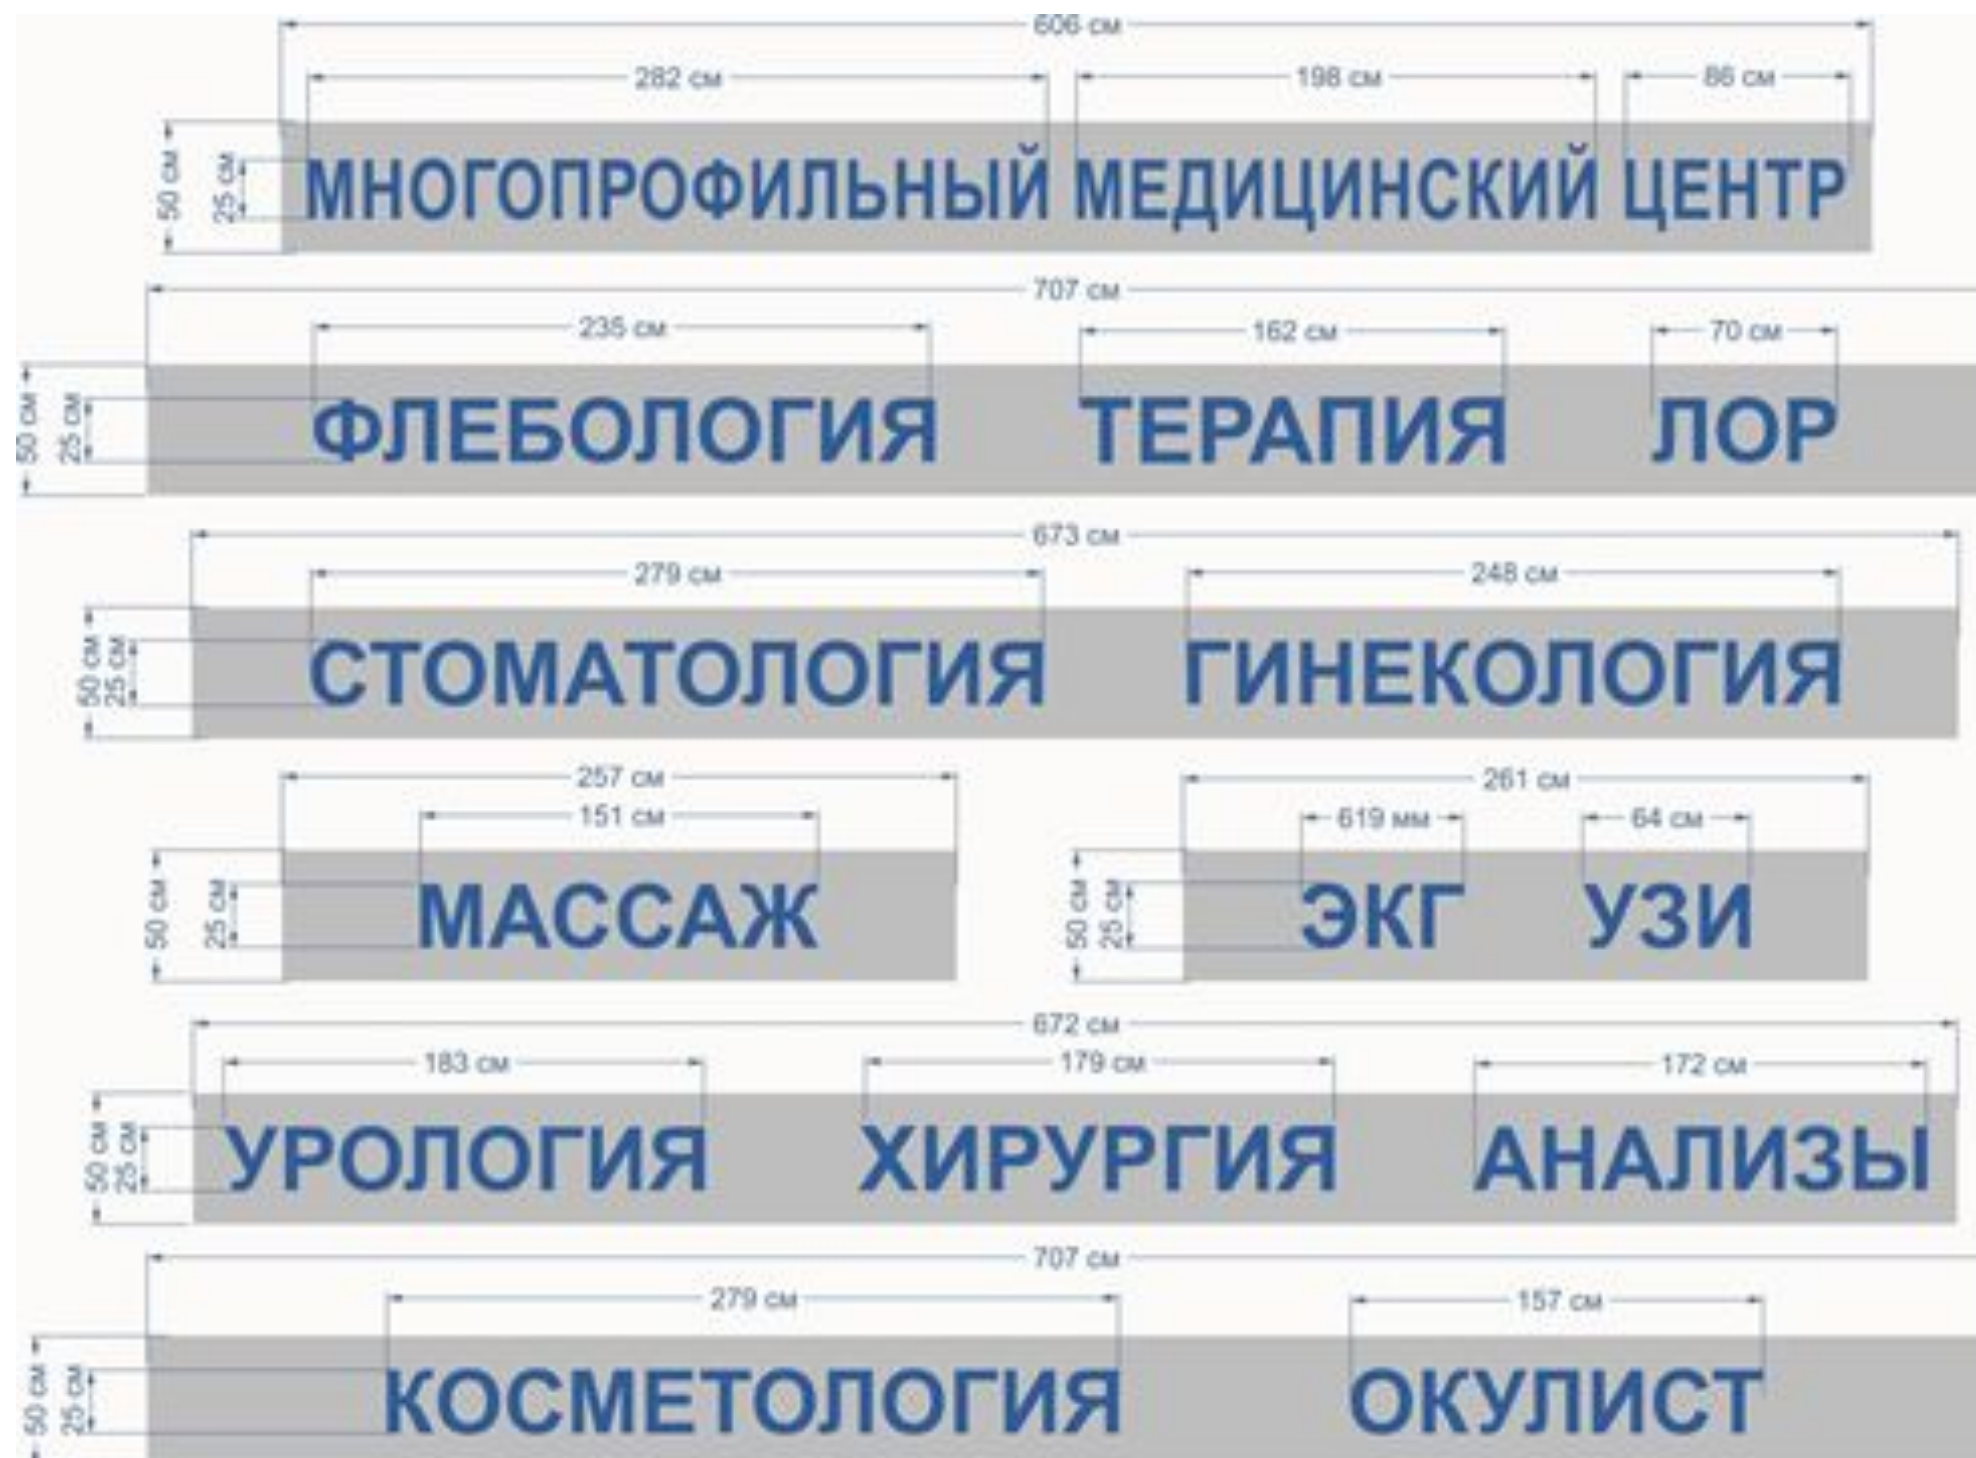 606 см
282 см 198 см 86 см
50 см 25 см МНОГОПРОФИЛЬНЫЙ МЕДИЦИНСКИЙ ЦЕНТР
707 см
235 см 162 см 70 см
50 см 25 см ФЛЕБОЛОГИЯ ТЕРАПИЯ ЛОР
673 см
279 см 248 см
50 см 25 см СТОМАТОЛОГИЯ ГИНЕКОЛОГИЯ
257 см 261 см
151 см 619 мм 64 см
50 см 25 см МАССАЖ 50 см 25 см ЭКГ УЗИ
672 см
183 см 179 см 172 см
50 см 25 см УРОЛОГИЯ ХИРУРГИЯ АНАЛИЗЫ
707 см
279 см 157 см
50 см 25 см КОСМЕТОЛОГИЯ ОКУЛИСТ